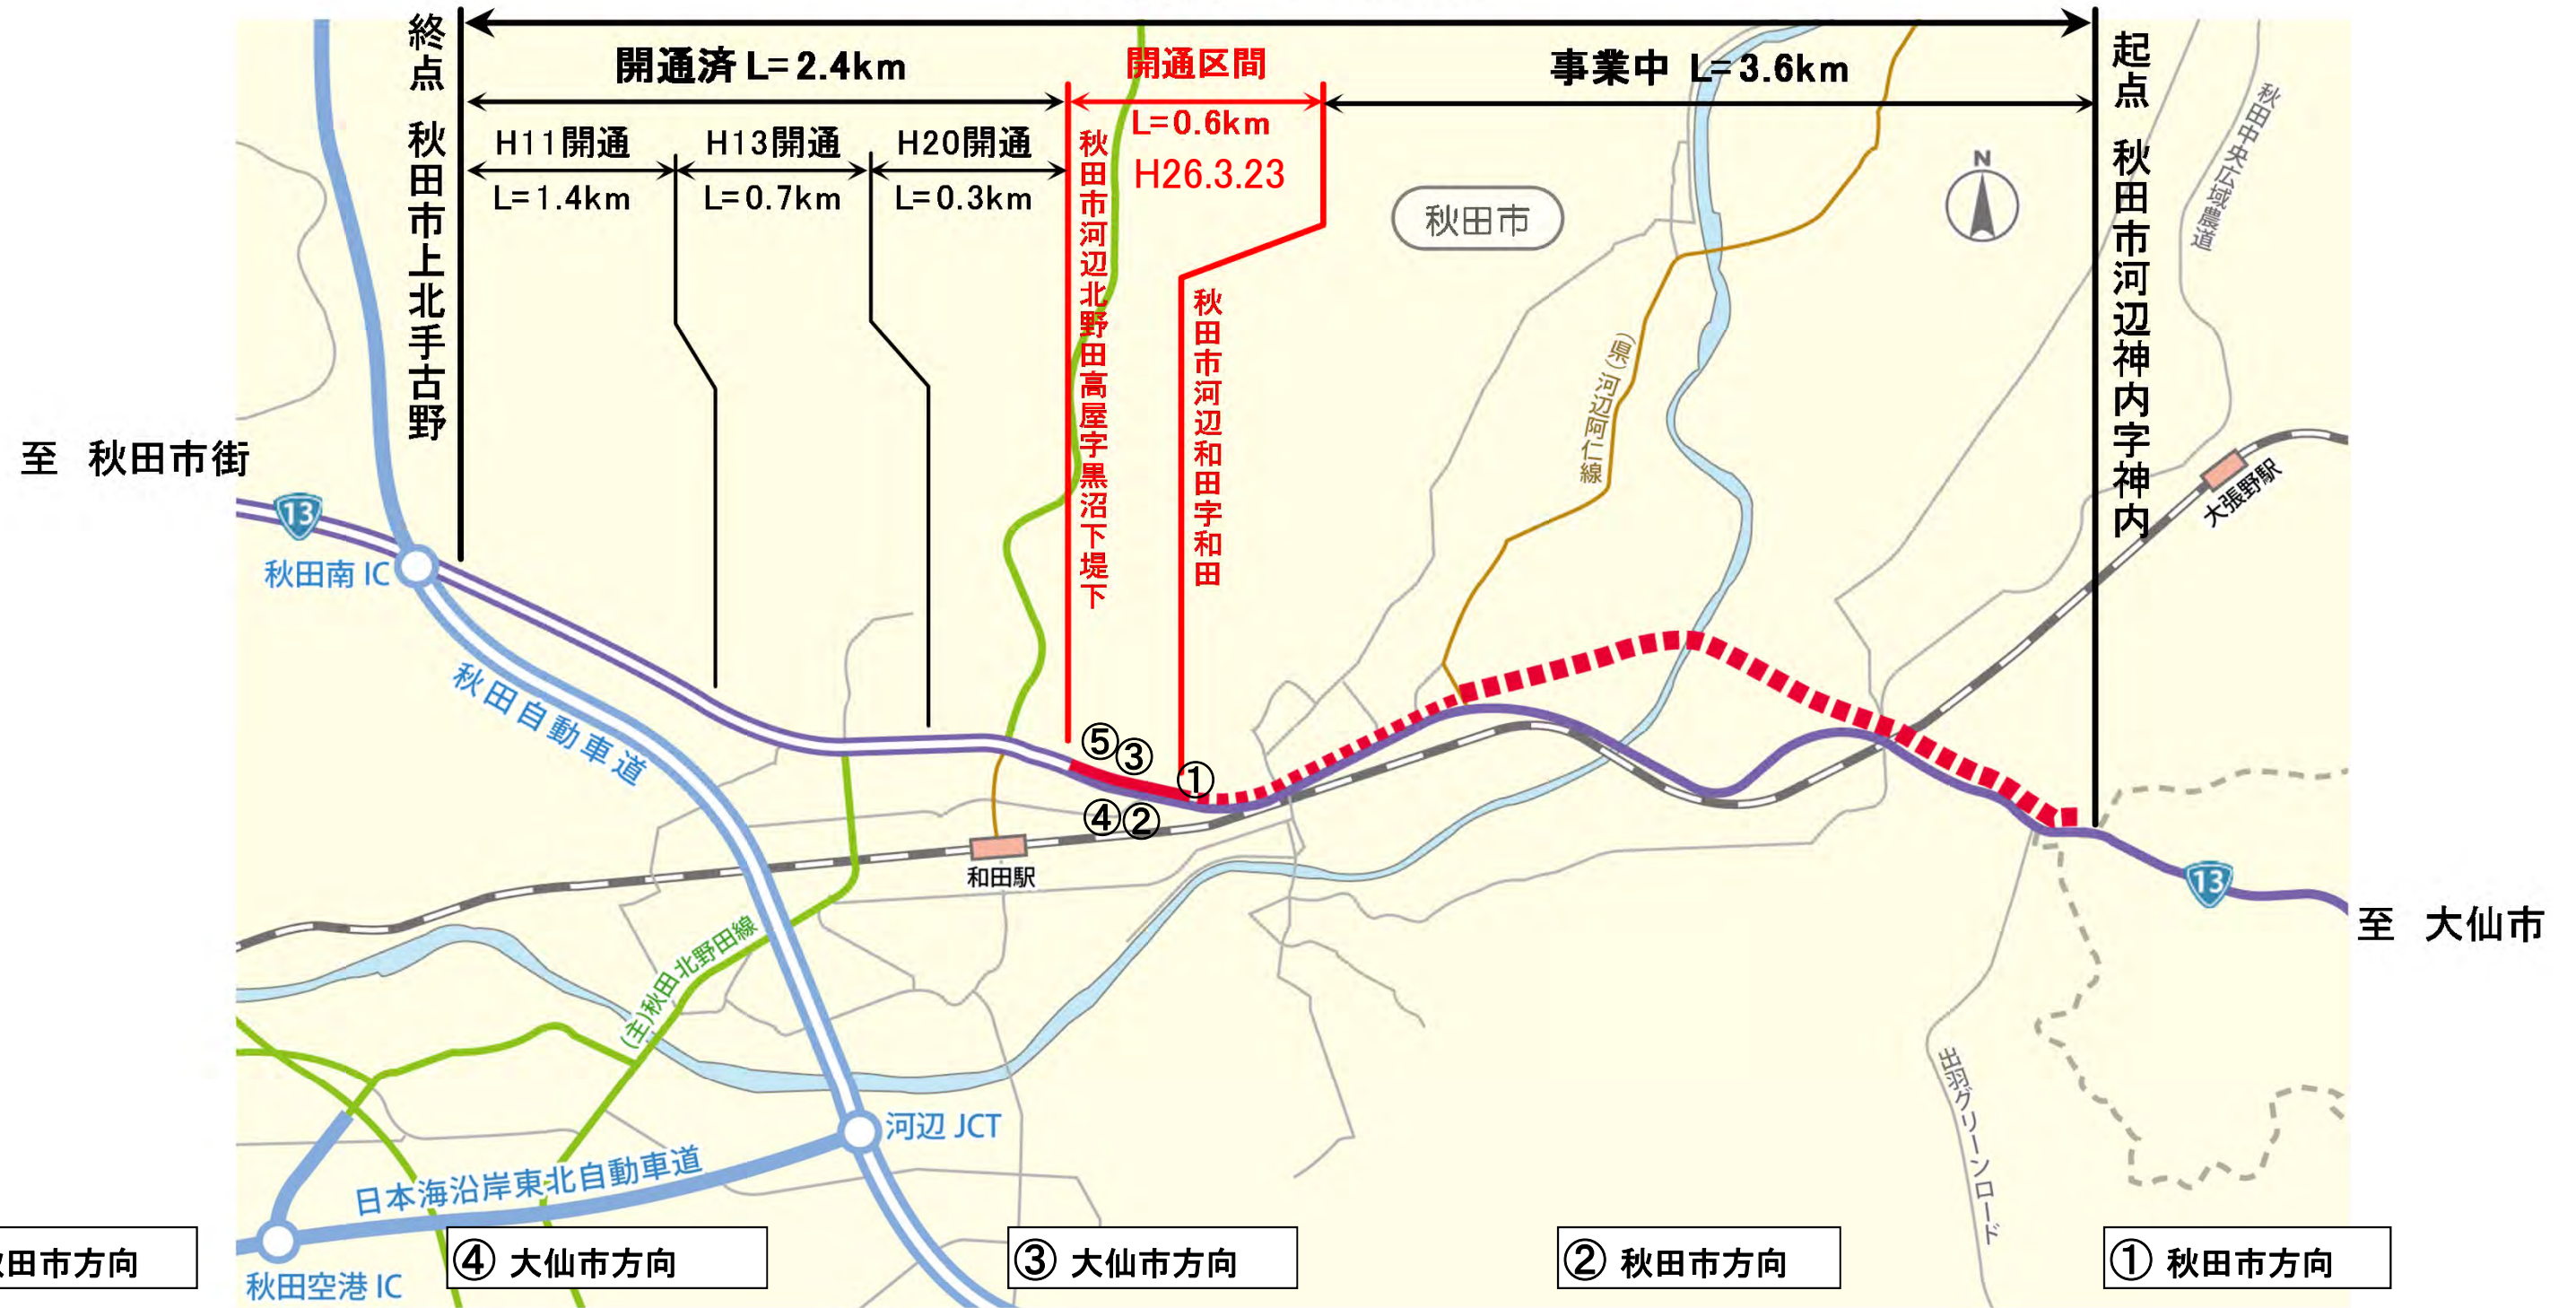 終点 秋田市上北手古野
開通済 L=2.4km
開通区間
事業中 L=3.6km
起点 秋田市河辺神内字神内
L=0.6km
H26.3.23
H11開通
H13開通
H20開通
L=1.4km
L=0.7km
L=0.3km
秋田市河辺北野田高屋字黒沼下堤下
秋田市河辺和田字和田
秋田市
N
秋田中央広域農道
(県)河辺阿仁線
至 秋田市街
13
秋田南 IC
大張野駅
秋田自動車道
⑤③
①
④②
和田駅
13
至 大仙市
(主)秋田北野田線
出羽グリーンロード
河辺 JCT
日本海沿岸東北自動車道
秋田空港 IC
田市方向
④ 大仙市方向
③ 大仙市方向
② 秋田市方向
① 秋田市方向